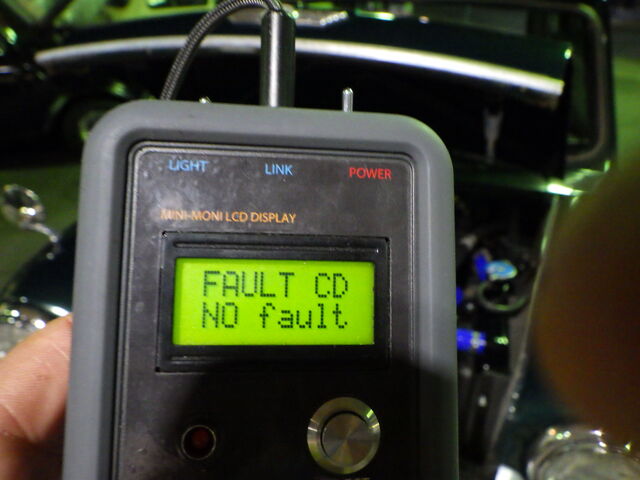 LIGHT LINK POWER
MINI-MONI LCD DISPLAY
FAULT CD
NO fault